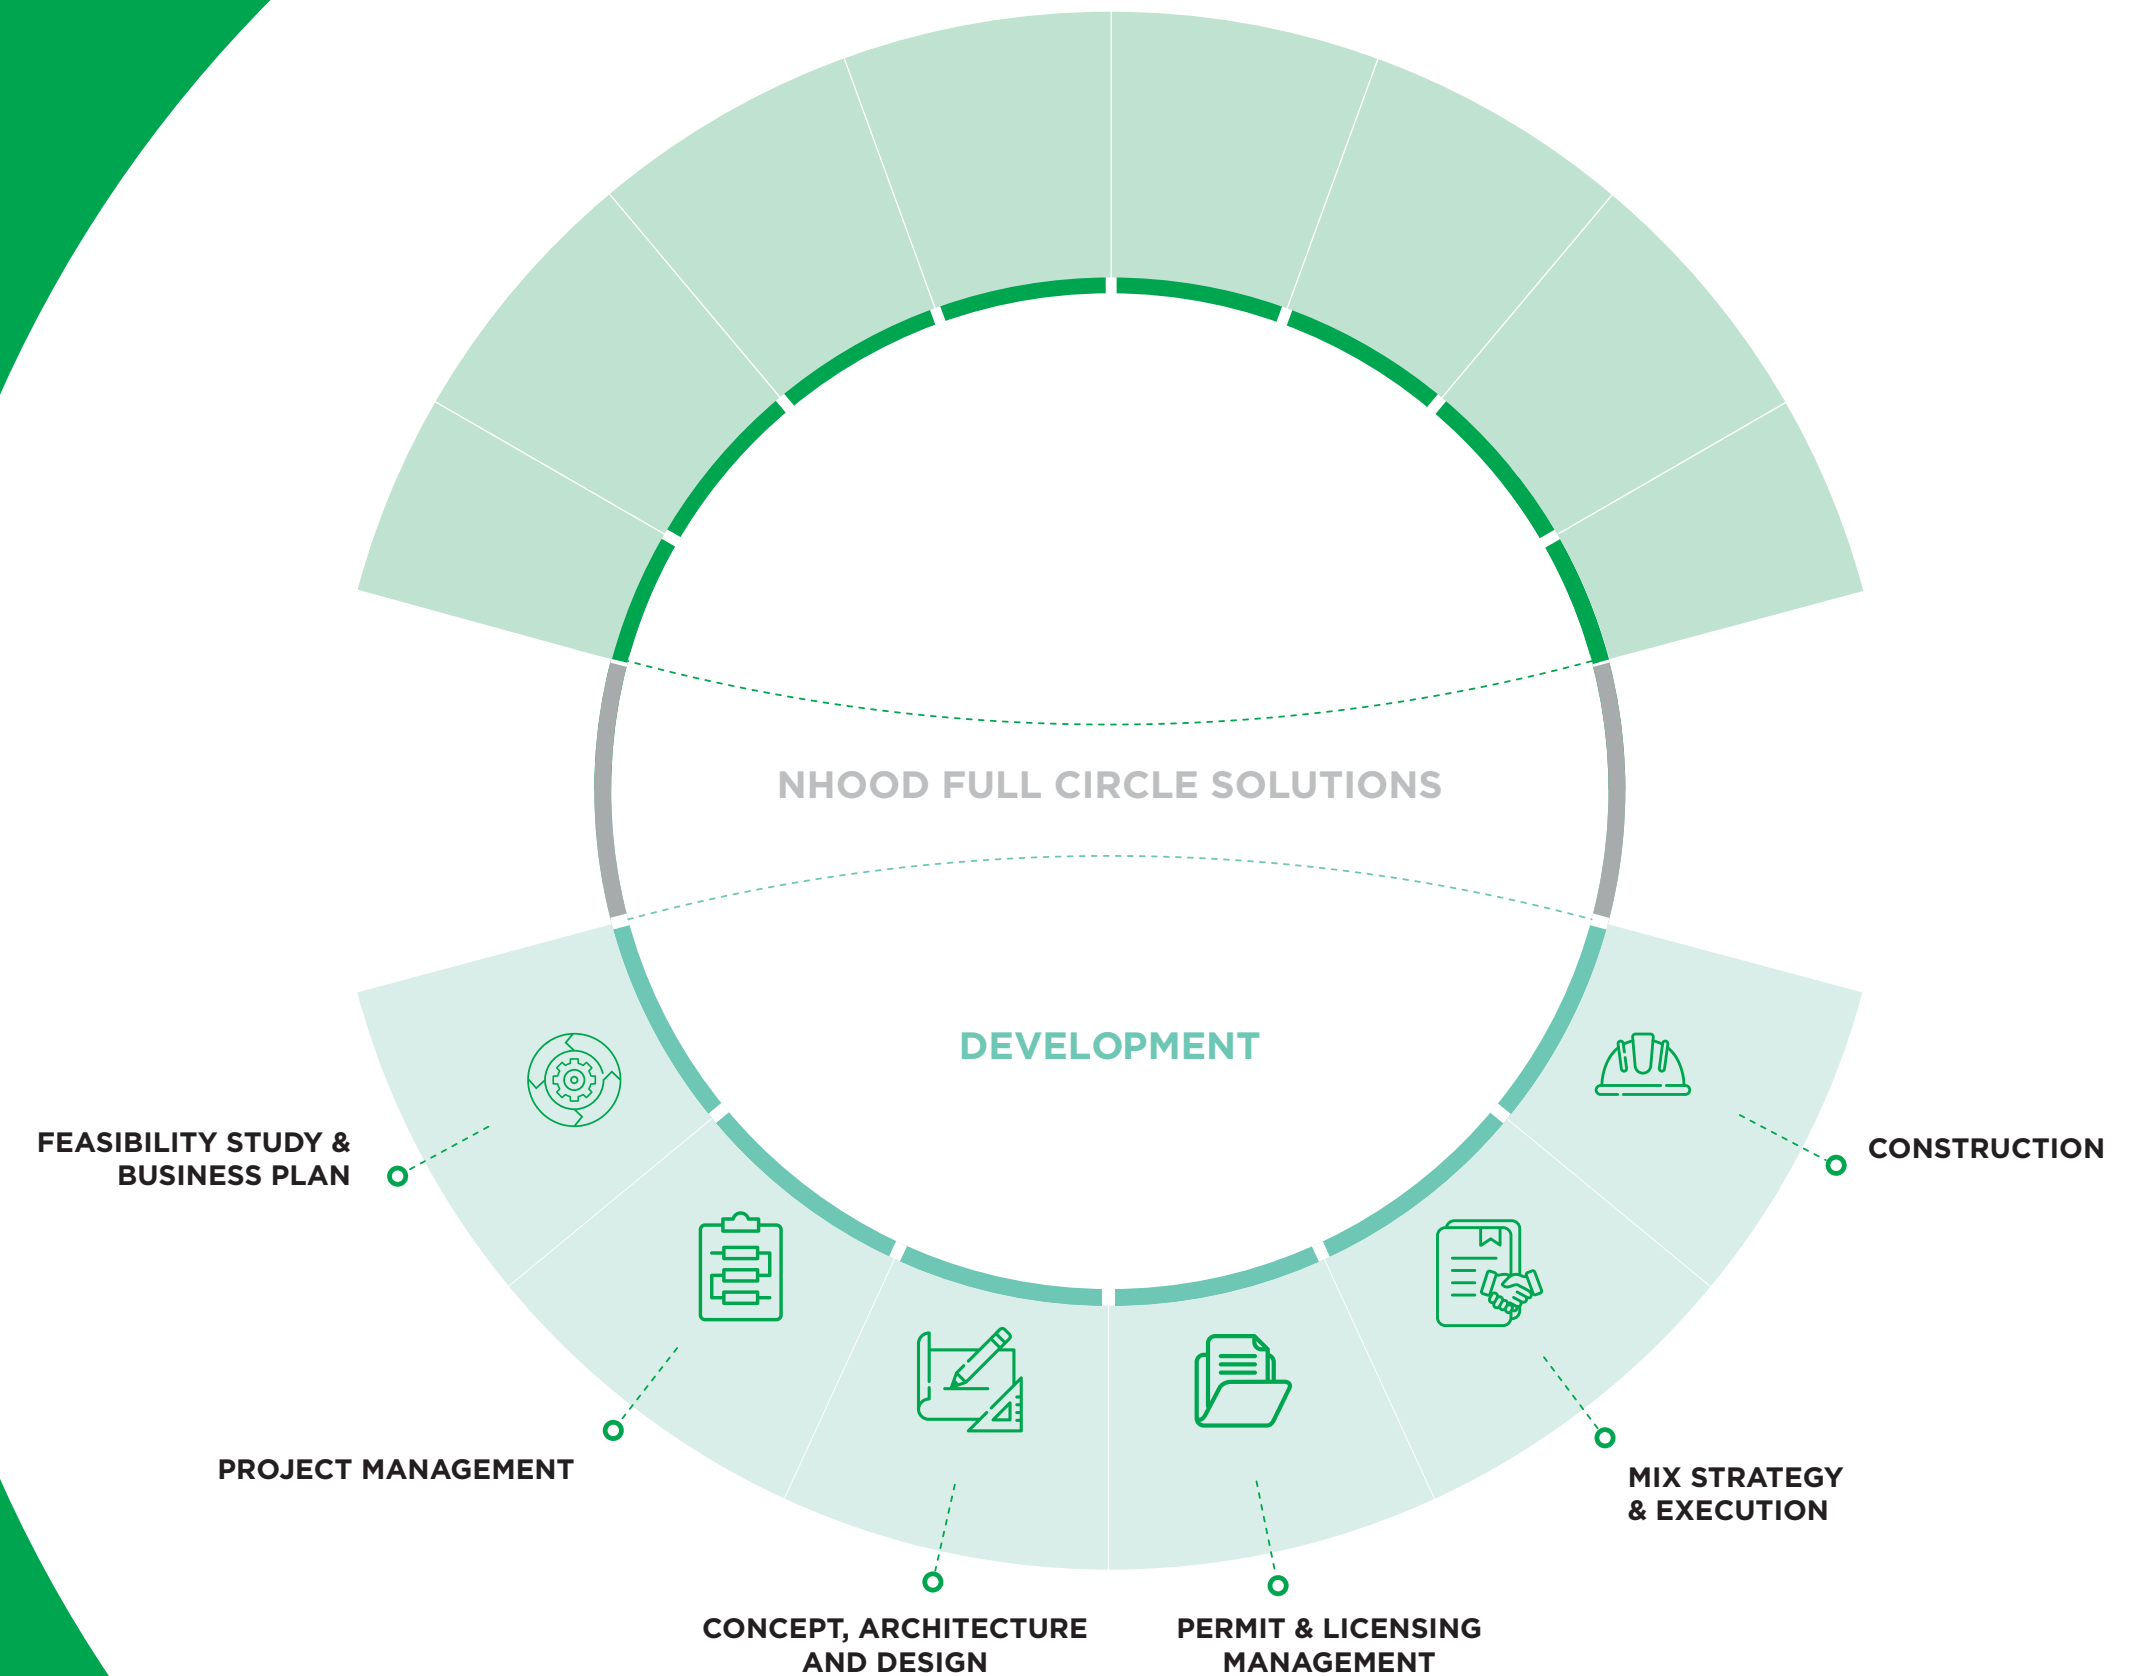 NHOOD FULL CIRCLE SOLUTIONS
DEVELOPMENT
FEASIBILITY STUDY &
BUSINESS PLAN
PROJECT MANAGEMENT
CONCEPT, ARCHITECTURE
AND DESIGN
PERMIT & LICENSING
MANAGEMENT
MIX STRATEGY
& EXECUTION
CONSTRUCTION